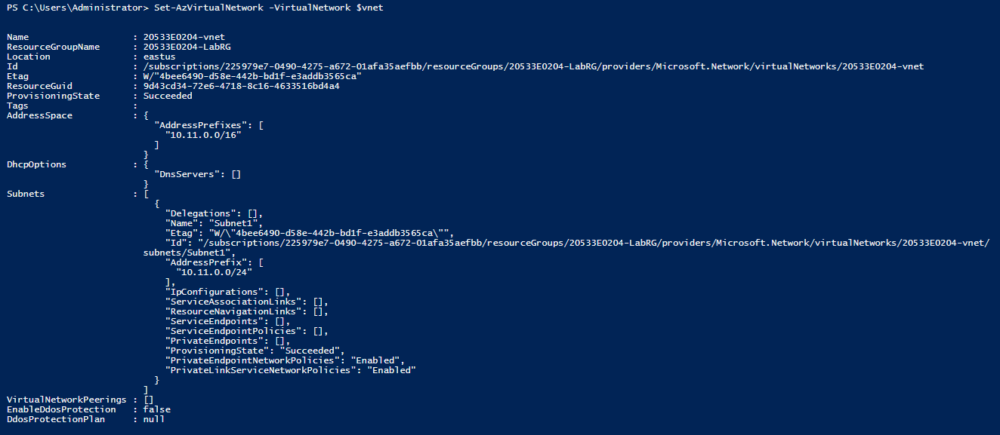 PS C:\Users\Administrator> Set-AzVirtualNetwork -VirtualNetwork $vnet
Name                   : 20533E0204-vnet
ResourceGroupName      : 20533E0204-LabRG
Location               : eastus
Id                     : /subscriptions/225979e7-0490-4275-a672-01afa35aefbb/resourceGroups/20533E0204-LabRG/providers/Microsoft.Network/virtualNetworks/20533E0204-vnet
Etag                   : W/"4bee6490-d58e-442b-bd1f-e3addb3565ca"
ResourceGuid           : 9d43cd34-72e6-4718-8c16-4633516bd4a4
ProvisioningState      : Succeeded
Tags                   :
AddressSpace           : {
                           "AddressPrefixes": [
                             "10.11.0.0/16"
                           ]
                         }
DhcpOptions            : {
                           "DnsServers": []
                         }
Subnets                : [
                           {
                             "Delegations": [],
                             "Name": "Subnet1",
                             "Etag": "W/\"4bee6490-d58e-442b-bd1f-e3addb3565ca\"",
                             "Id": "/subscriptions/225979e7-0490-4275-a672-01afa35aefbb/resourceGroups/20533E0204-LabRG/providers/Microsoft.Network/virtualNetworks/20533E0204-vnet/
                         subnets/Subnet1",
                             "AddressPrefix": [
                               "10.11.0.0/24"
                             ],
                             "IpConfigurations": [],
                             "ServiceAssociationLinks": [],
                             "ResourceNavigationLinks": [],
                             "ServiceEndpoints": [],
                             "ServiceEndpointPolicies": [],
                             "PrivateEndpoints": [],
                             "ProvisioningState": "Succeeded",
                             "PrivateEndpointNetworkPolicies": "Enabled",
                             "PrivateLinkServiceNetworkPolicies": "Enabled"
                           }
                         ]
VirtualNetworkPeerings : []
EnableDdosProtection   : false
DdosProtectionPlan     : null